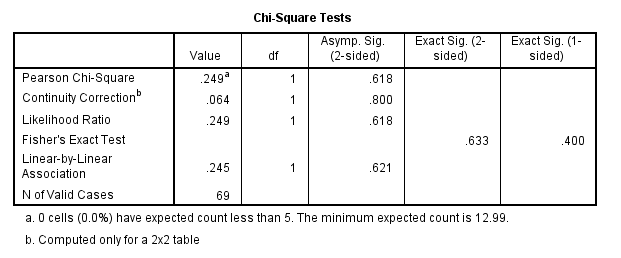 Chi-Square Tests
Value df Asymp. Sig. (2-sided) Exact Sig. (2-sided) Exact Sig. (1-sided)
Pearson Chi-Square .249a 1 .618
Continuity Correctionb .064 1 .800
Likelihood Ratio .249 1 .618
Fisher's Exact Test .633 .400
Linear-by-Linear Association .245 1 .621
N of Valid Cases 69
a. 0 cells (0.0%) have expected count less than 5. The minimum expected count is 12.99.
b. Computed only for a 2x2 table